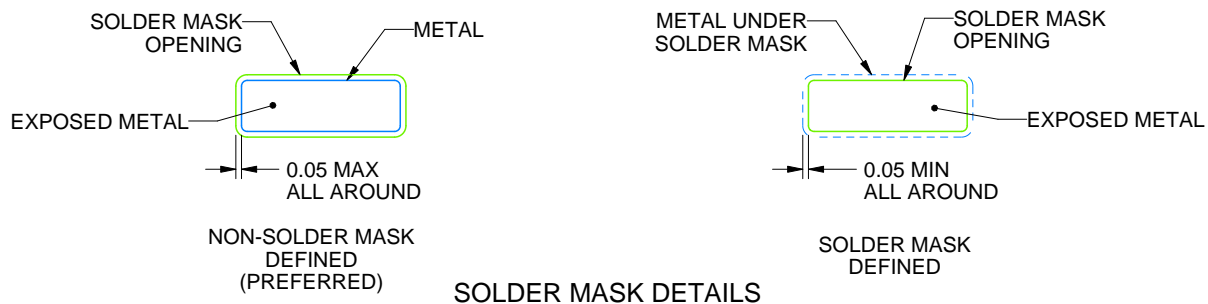 SOLDER MASK
OPENING
METAL
EXPOSED METAL
0.05 MAX
ALL AROUND
NON-SOLDER MASK
DEFINED
(PREFERRED)
METAL UNDER
SOLDER MASK
SOLDER MASK
OPENING
EXPOSED METAL
0.05 MIN
ALL AROUND
SOLDER MASK
DEFINED
SOLDER MASK DETAILS